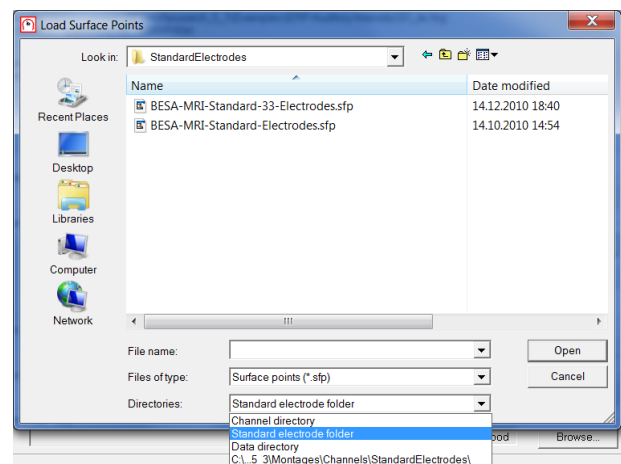 Load Surface Points
Look in: StandardElectrodes
Name Date modified
BESA-MRI-Standard-33-Electrodes.sfp 14.12.2010 18:40
BESA-MRI-Standard-Electrodes.sfp 14.10.2010 14:54
Recent Places
Desktop
Libraries
Computer
Network
File name: Open
Files of type: Surface points (*.sfp) Cancel
Directories: Standard electrode folder
Channel directory
Standard electrode folder
Data directory
Browse...
C:\...5_3\Montages\Channels\StandardElectrodes\